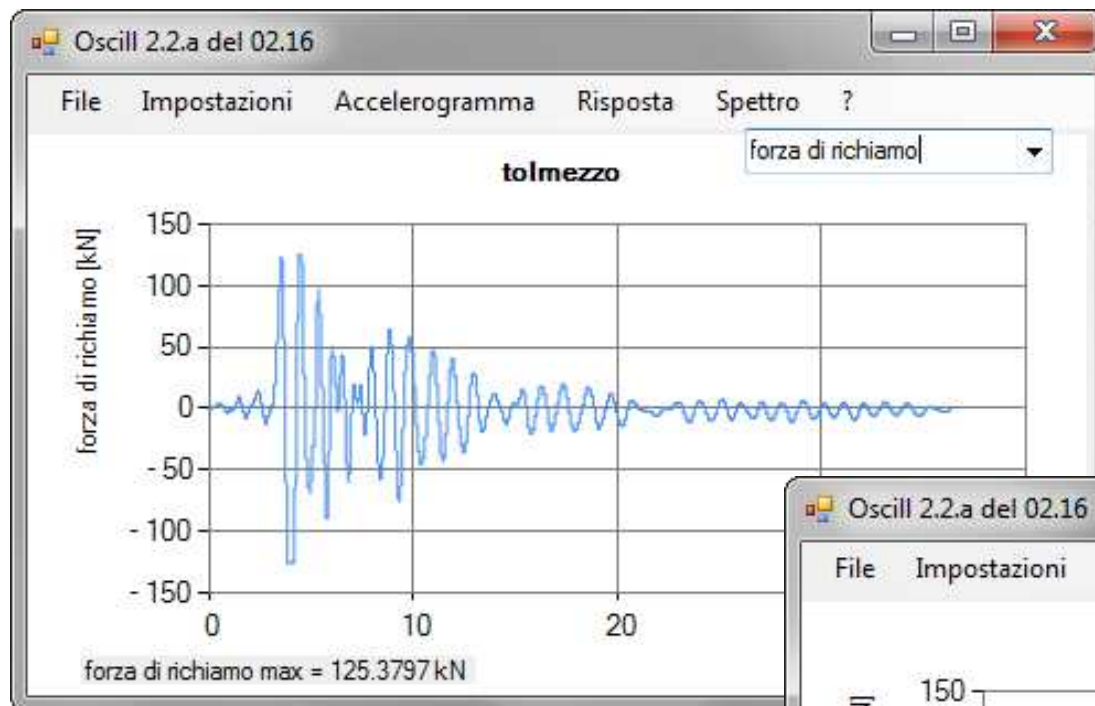 Oscill 2.2.a del 02.16
File Impostazioni Accelerogramma Risposta Spettro ?
forza di richiamo
tolmezzo
forza di richiamo [kN]
150
100
50
0
- 50
- 100
- 150
0 10 20
forza di richiamo max = 125.3797 kN
Oscill 2.2.a del 02.16
File Impostazioni
150